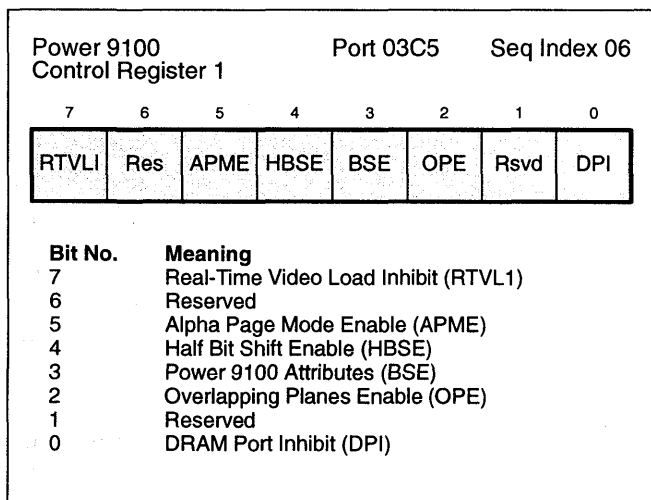 Power 9100 Port 03C5 Seq Index 06
Control Register 1
7 6 5 4 3 2 1 0
RTVLI Res APME HBSE BSE OPE Rsvd DPI
Bit No. Meaning
7 Real-Time Video Load Inhibit (RTVL1)
6 Reserved
5 Alpha Page Mode Enable (APME)
4 Half Bit Shift Enable (HBSE)
3 Power 9100 Attributes (BSE)
2 Overlapping Planes Enable (OPE)
1 Reserved
0 DRAM Port Inhibit (DPI)